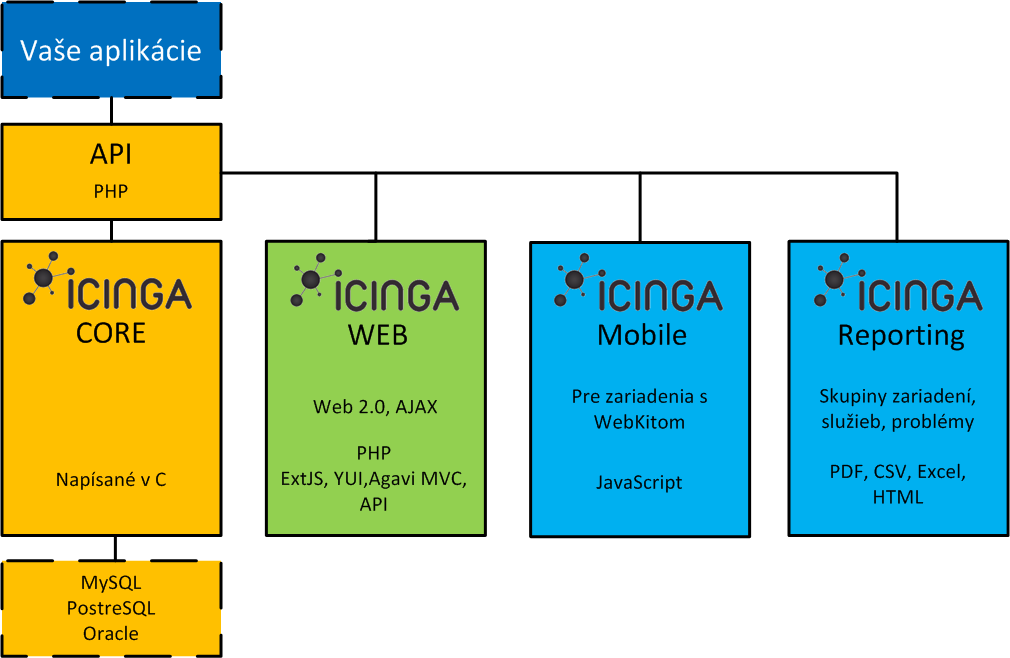 Vaše aplikácie
API
PHP
ICINGA
CORE
Napísané v C
MySQL
PostreSQL
Oracle
ICINGA
WEB
Web 2.0, AJAX
PHP
ExtJS, YUI,Agavi MVC,
API
ICINGA
Mobile
Pre zariadenia s
WebKitom
JavaScript
ICINGA
Reporting
Skupiny zariadení,
služieb, problémy
PDF, CSV, Excel,
HTML